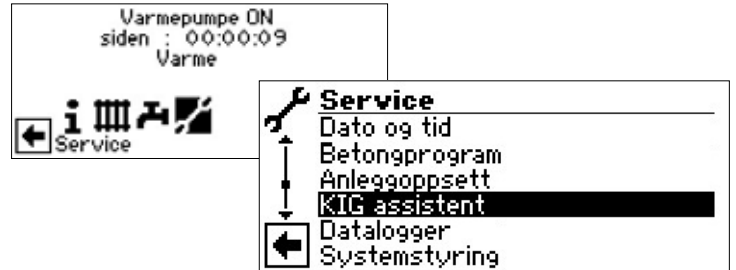 Varmepumpe ON
siden : 00:00:09
Varme
Service
Service
Dato og tid
Betongprogram
Anleggoppsett
KIG assistent
Datalogger
Systemstyring